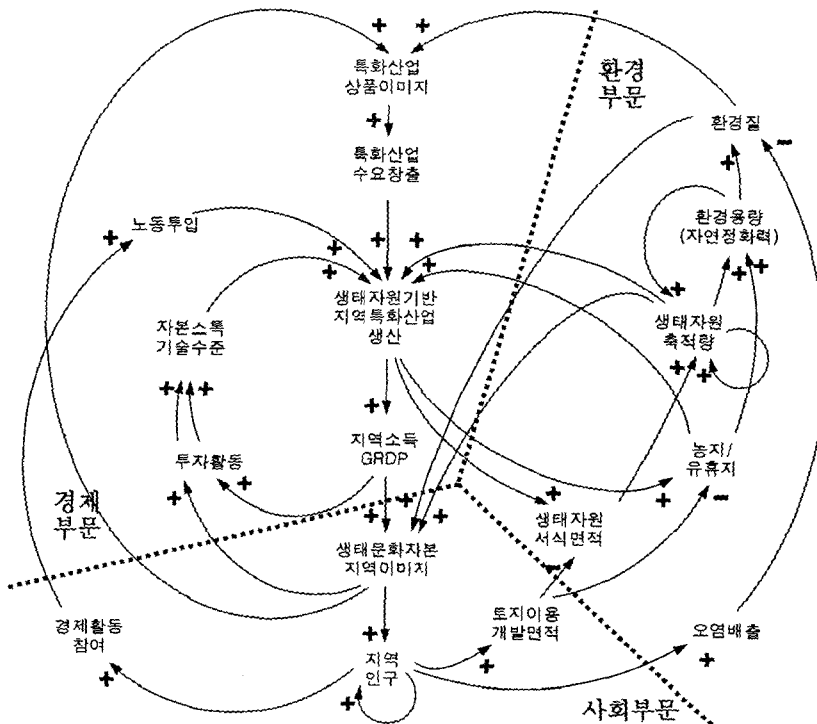 특화산업
상품이미지
환경
부문
환경질
특화산업
수요창출
노동투입
환경용량
(자연정화력)
생태자원기반
지역특화산업
생산
생태자원
축적량
자본스톡
기술수준
지역소득
GRDP
투자활동
농지/
유휴지
경제
부문
생태자원
서식면적
생태문화자본
지역이미지
경제활동
참여
토지이용
개발면적
오염배출
지역
인구
사회부문